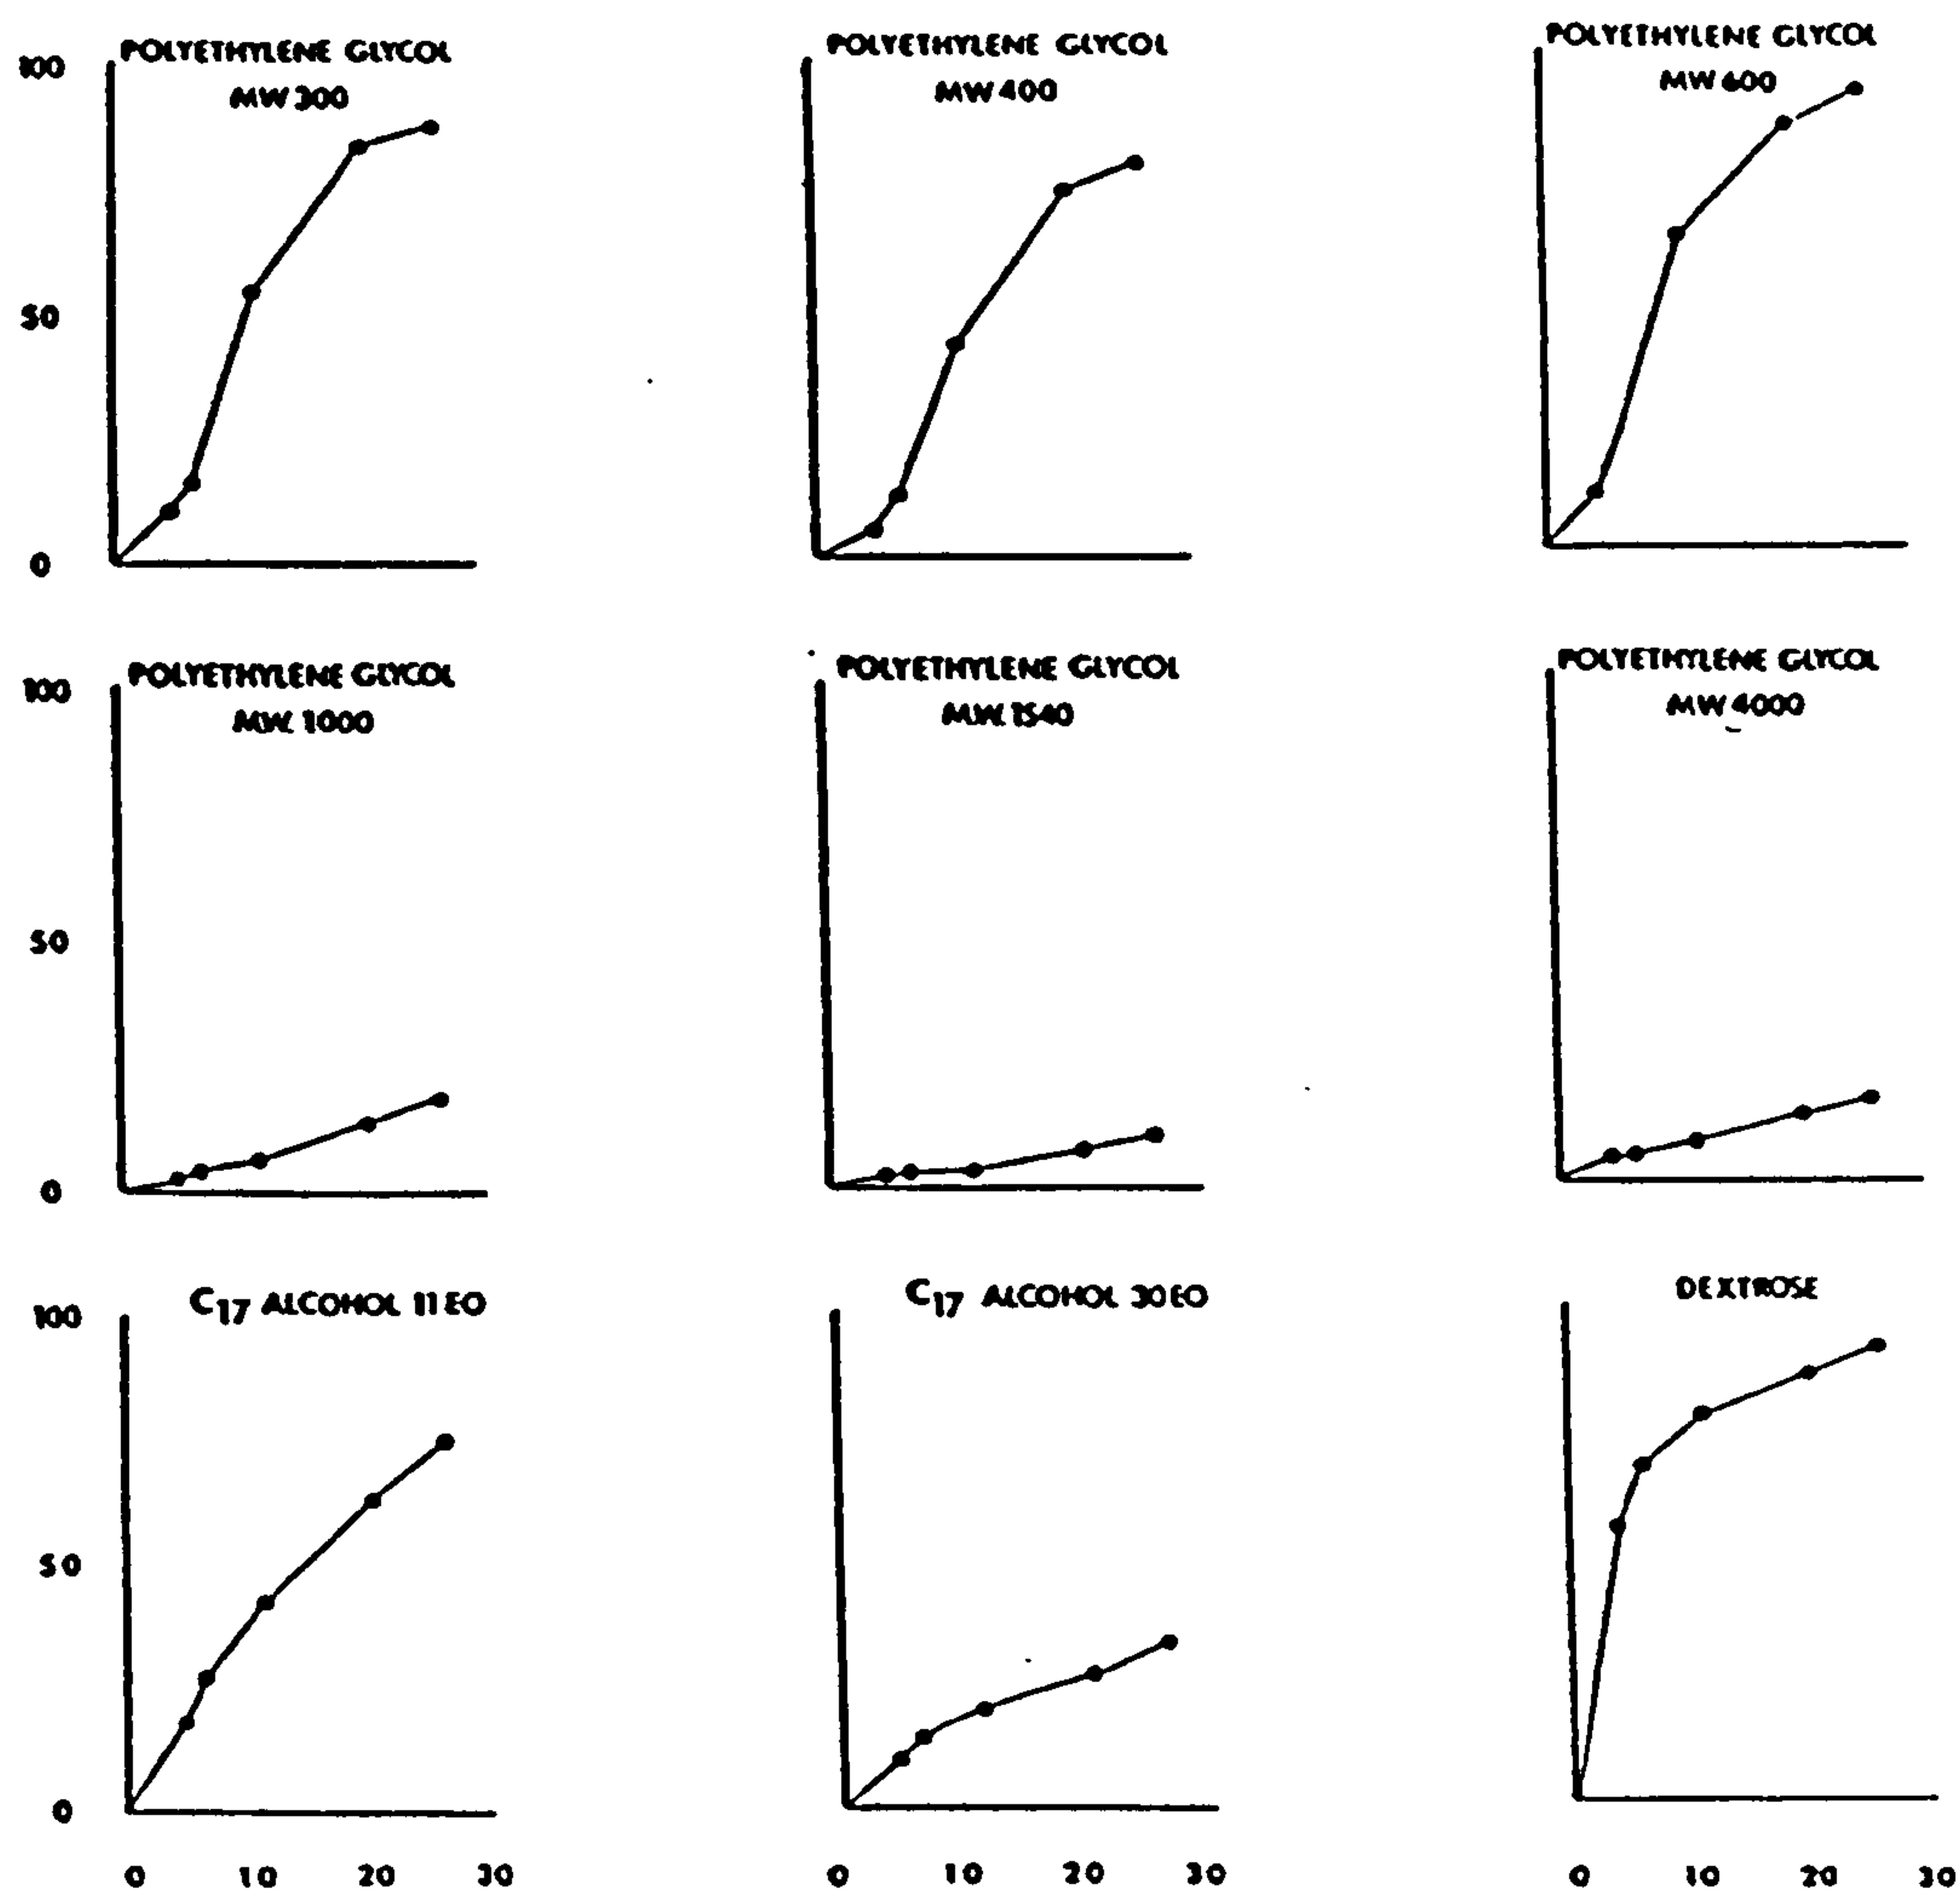 POLYETHYLENE GLYCOL
MW 200
POLYETHYLENE GLYCOL
MW 400
POLYETHYLENE GLYCOL
MW 600
100
50
0
POLYETHYLENE GLYCOL
MW. 1000
POLYETHYLENE GLYCOL
M.W. 1540
POLYETHYLENE GLYCOL
MW 4000
100
50
0
C17 ALCOHOL 11 EO
C17 ALCOHOL 30 EO
DEXTROSE
100
50
0
0 10 20 30
0 10 20 30
0 10 20 30